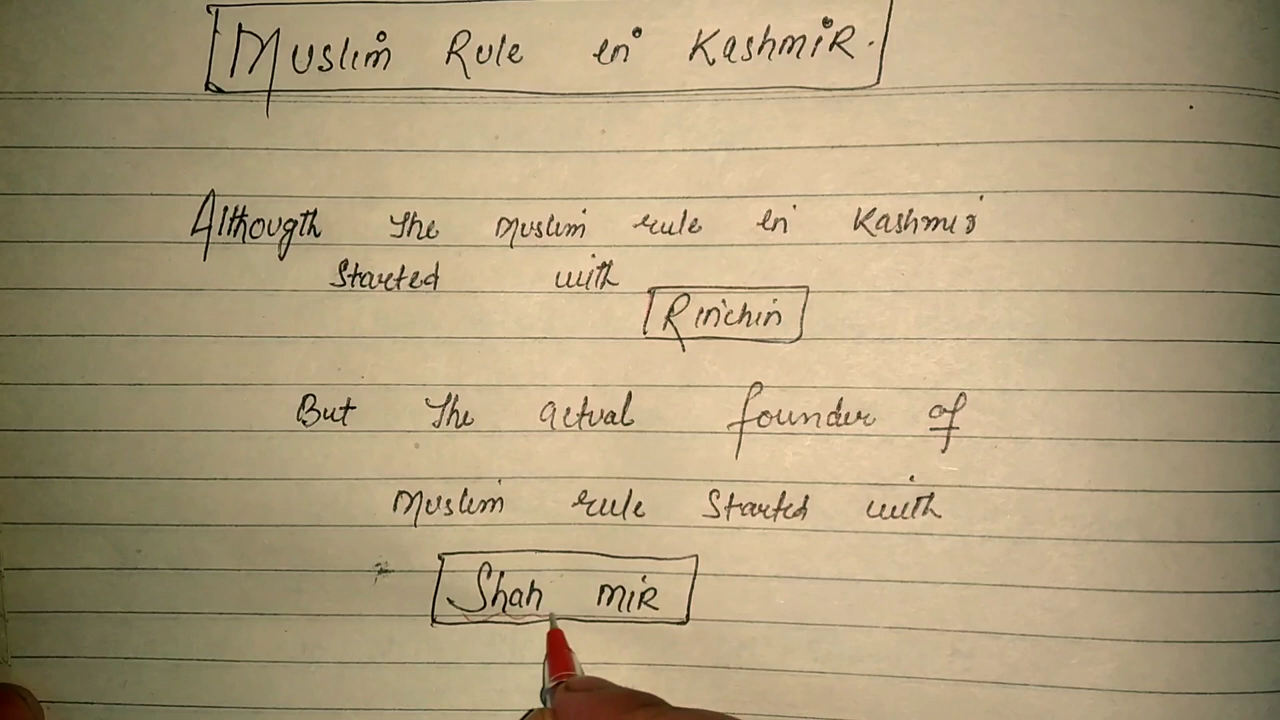 Muslim Rule in Kashmir.
Althougth the Muslim rule in Kashmir
Started with
Rinchin
But the actual founder of
Muslim rule Started with
Shah Mir